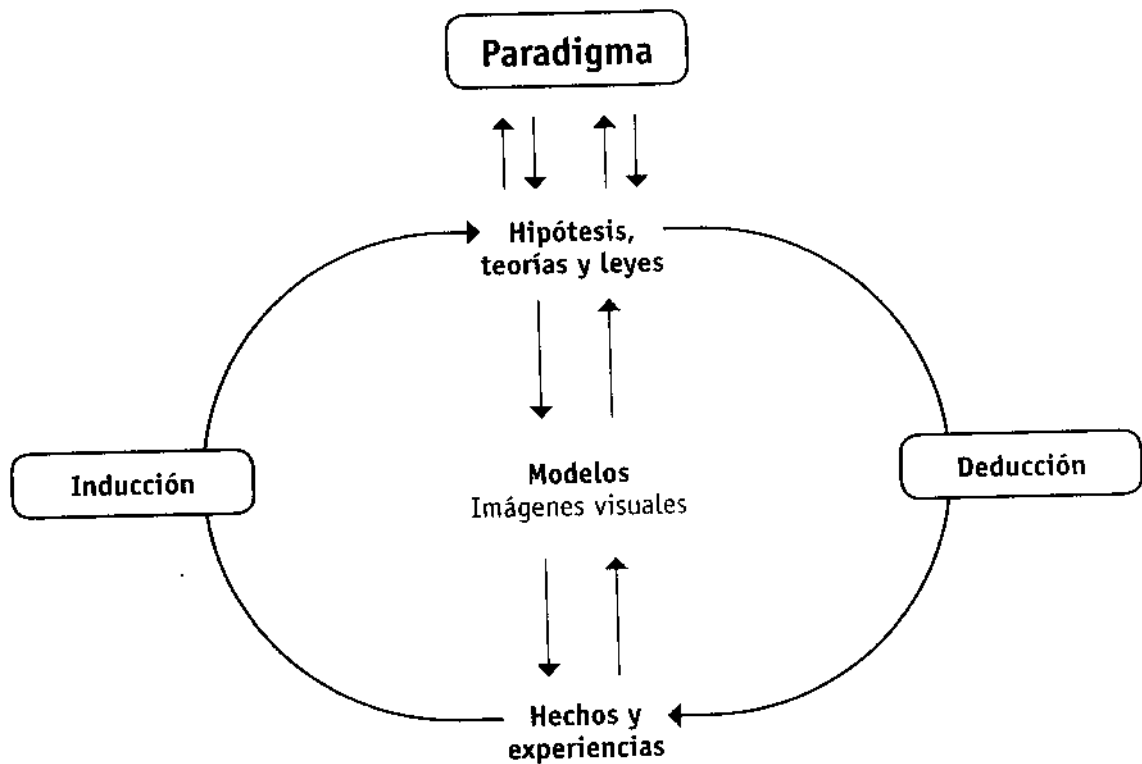 Paradigma
Hipótesis,
teorías y leyes
Inducción
Modelos
Imágenes visuales
Deducción
Hechos y
experiencias